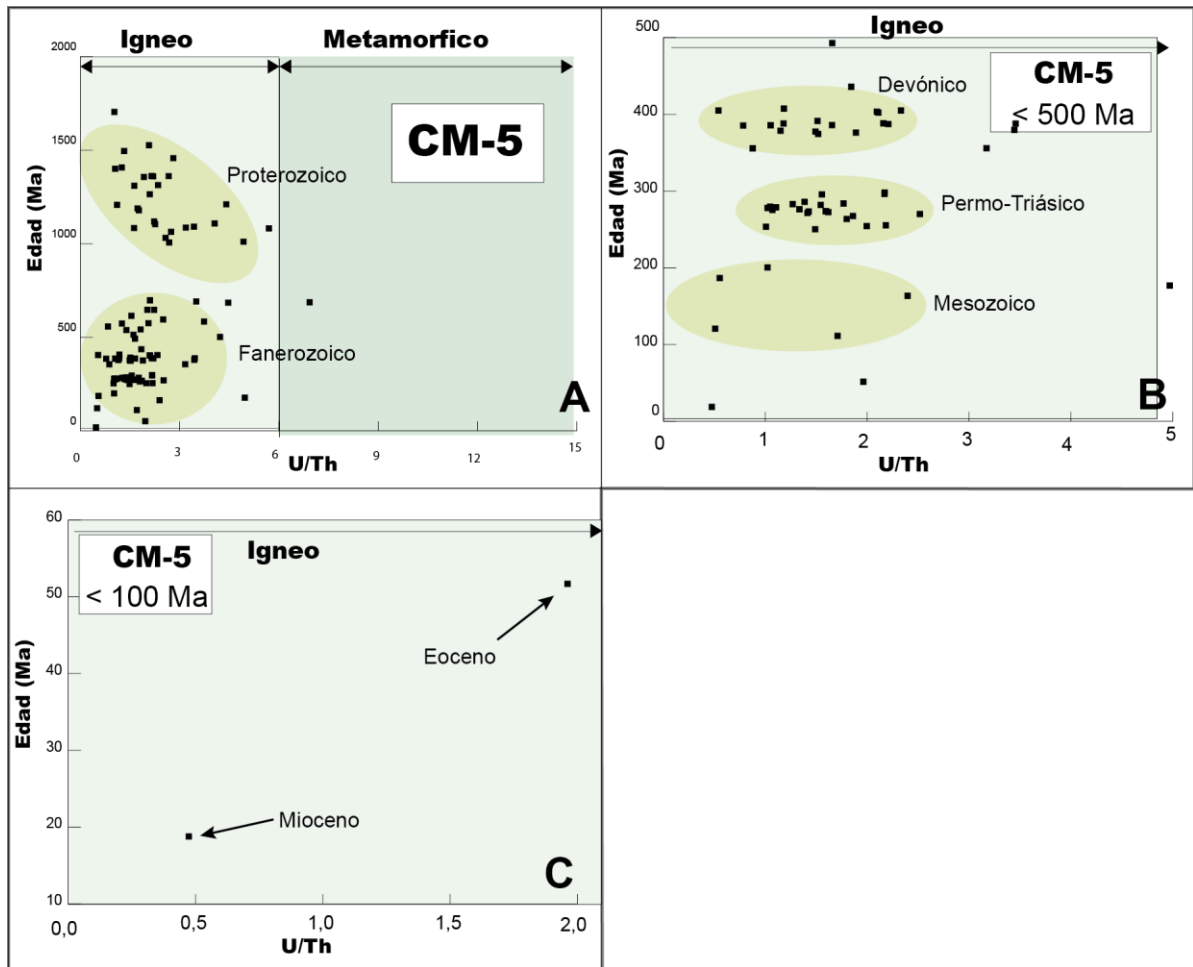 Igneo
Metamorfico
2000
1500
1000
500
0
Edad (Ma)
CM-5
Proterozoico
Fanerozoico
A
0
3
6
9
12
15
U/Th
Igneo
500
400
300
200
100
0
Edad (Ma)
CM-5
< 500 Ma
Devónico
Permo-Triásico
Mesozoico
B
0
1
2
3
4
5
U/Th
60
50
40
30
20
10
Edad (Ma)
CM-5
< 100 Ma
Igneo
Eoceno
Mioceno
C
0,0
0,5
1,0
1,5
2,0
U/Th